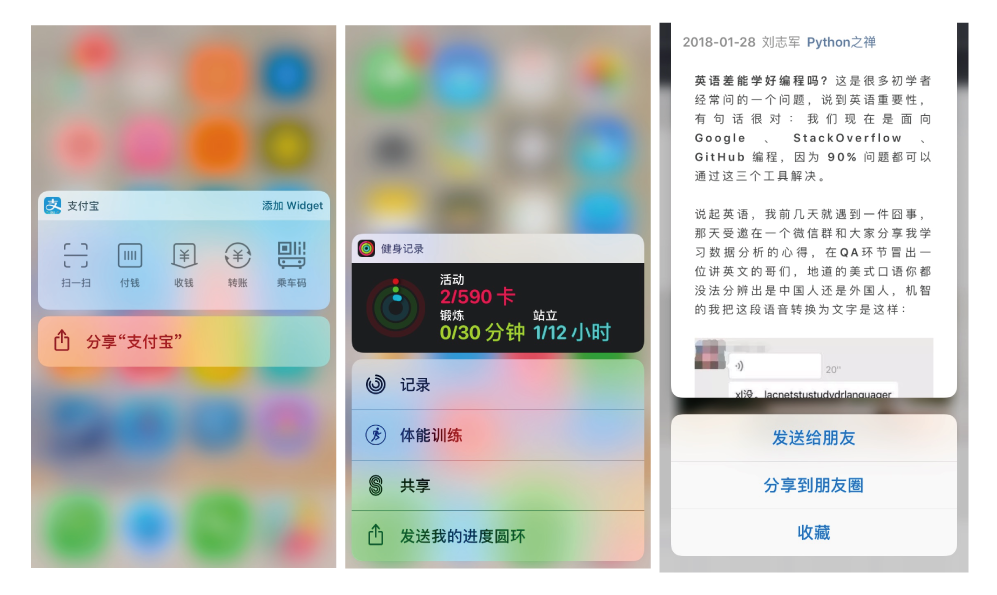 支付宝
添加 Widget
扫一扫
付钱
收钱
转账
乘车码
分享“支付宝”
健身记录
活动
2/590 卡
锻炼
站立
0/30 分钟
1/12 小时
记录
体能训练
共享
发送我的进度圆环
2018-01-28 刘志军 Python之禅
英语差能学好编程吗？这是很多初学者
经常问的一个问题，说到英语重要性，
有句话很对：我们现在是面向
Google、StackOverflow、
GitHub 编程，因为 90% 问题都可以
通过这三个工具解决。
说起英语，我前几天就遇到一件囧事，
那天受邀在一个微信群和大家分享我学
习数据分析的心得，在QA环节冒出一
位讲英文的哥们，地道的美式口语你都
没法分辨出是中国人还是外国人，机智
的我把这段语音转换为文字是这样：
20"
xl没，lacnetstustudydrlanguager
发送给朋友
分享到朋友圈
收藏